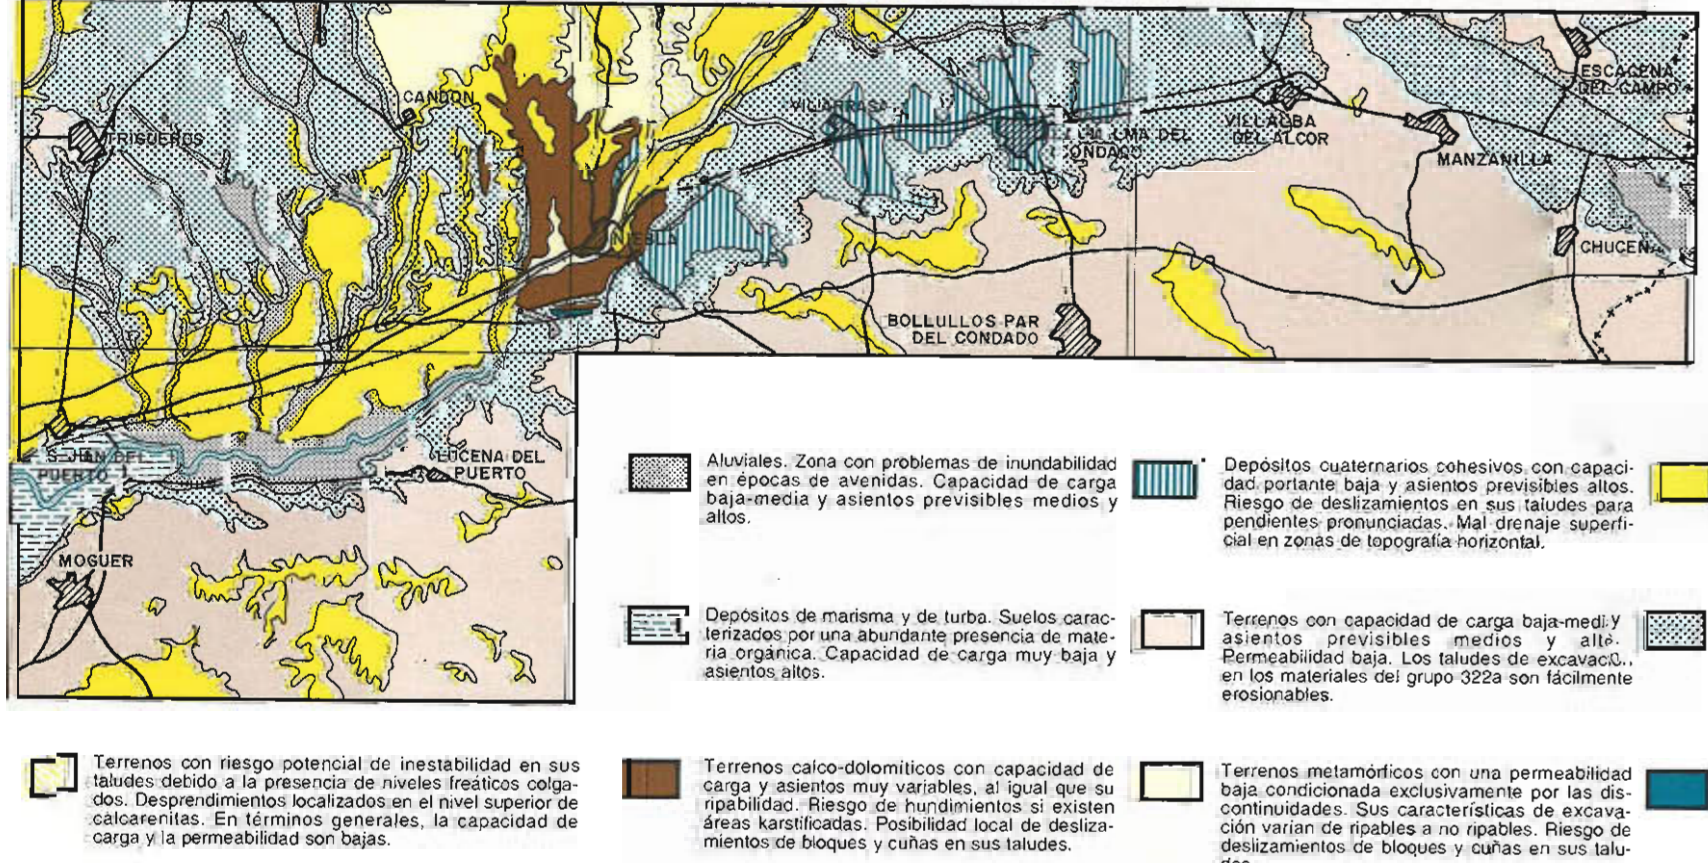 ESCACENA
DEL CAMPO
CANDON
VILLARRASA
TRIGUEROS
VILLALBA
DEL ALCOR
MA DEL
ONDADO
MANZANILLA
NIEBLA
CHUCENA
BOLLULLOS PAR
DEL CONDADO
S. JUAN DEL
PUERTO
LUCENA DEL
PUERTO
MOGUER
Aluviales. Zona con problemas de inundabilidad
en épocas de avenidas. Capacidad de carga
baja-media y asientos previsibles medios y
altos.
Depósitos cuaternarios cohesivos con capaci-
dad portante baja y asientos previsibles altos.
Riesgo de deslizamientos en sus taludes para
pendientes pronunciadas. Mal drenaje superfi-
cial en zonas de topografía horizontal.
Depósitos de marisma y de turba. Suelos carac-
terizados por una abundante presencia de mate-
ria orgánica. Capacidad de carga muy baja y
asientos altos.
Terrenos con capacidad de carga baja-medi y
asientos previsibles medios y alto.
Permeabilidad baja. Los taludes de excavació..
en los materiales del grupo 322a son fácilmente
erosionables.
Terrenos con riesgo potencial de inestabilidad en sus
taludes debido a la presencia de niveles freáticos colga-
dos. Desprendimientos localizados en el nivel superior de
calcarenitas. En términos generales, la capacidad de
carga y la permeabilidad son bajas.
Terrenos calco-dolomíticos con capacidad de
carga y asientos muy variables, al igual que su
ripabilidad. Riesgo de hundimientos si existen
áreas karstificadas. Posibilidad local de desliza-
mientos de bloques y cuñas en sus taludes.
Terrenos metamórficos con una permeabilidad
baja condicionada exclusivamente por las dis-
continuidades. Sus características de excava-
ción varían de ripables a no ripables. Riesgo de
deslizamientos de bloques y cuñas en sus talu-